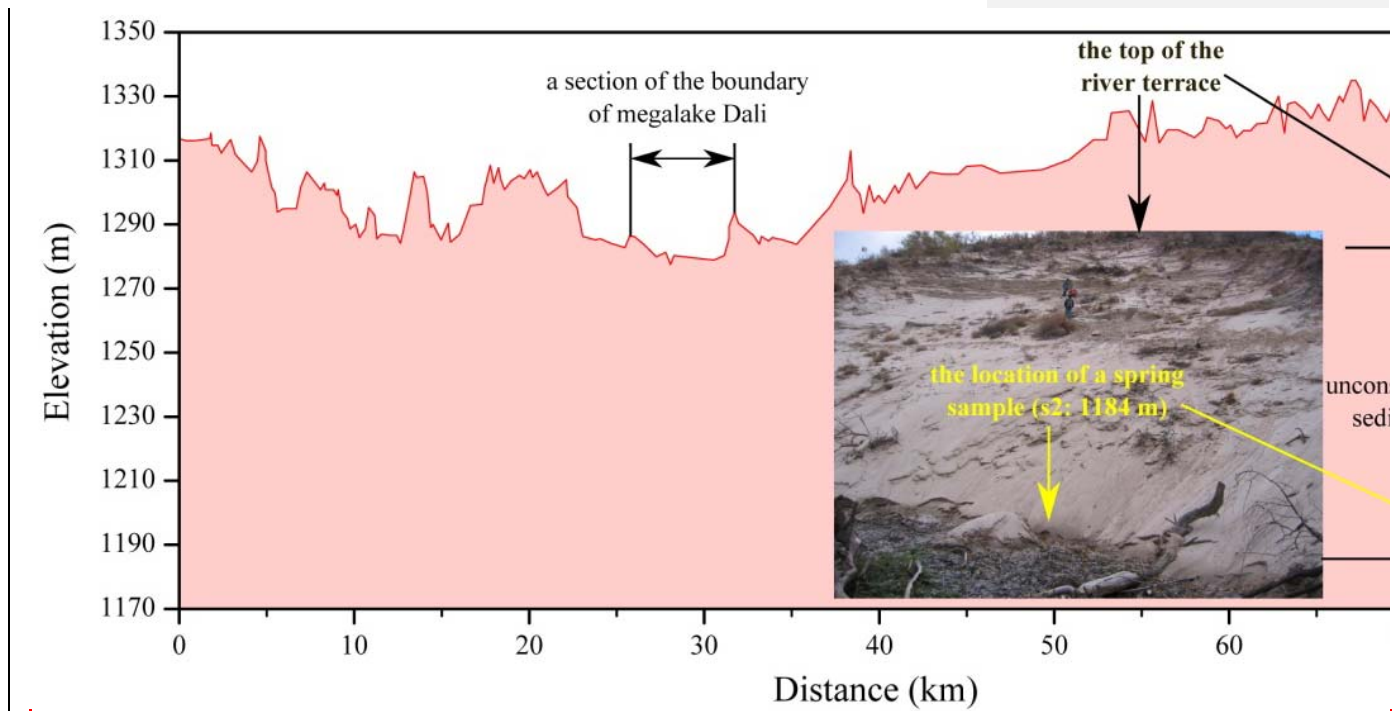 1350
1330
1310
1290
1270
1250
1230
1210
1190
1170
Elevation (m)
a section of the boundary
of megalake Dali
the top of the
river terrace
the location of a spring
sample (s2: 1184 m)
uncons
sedi
0
10
20
30
40
50
60
Distance (km)